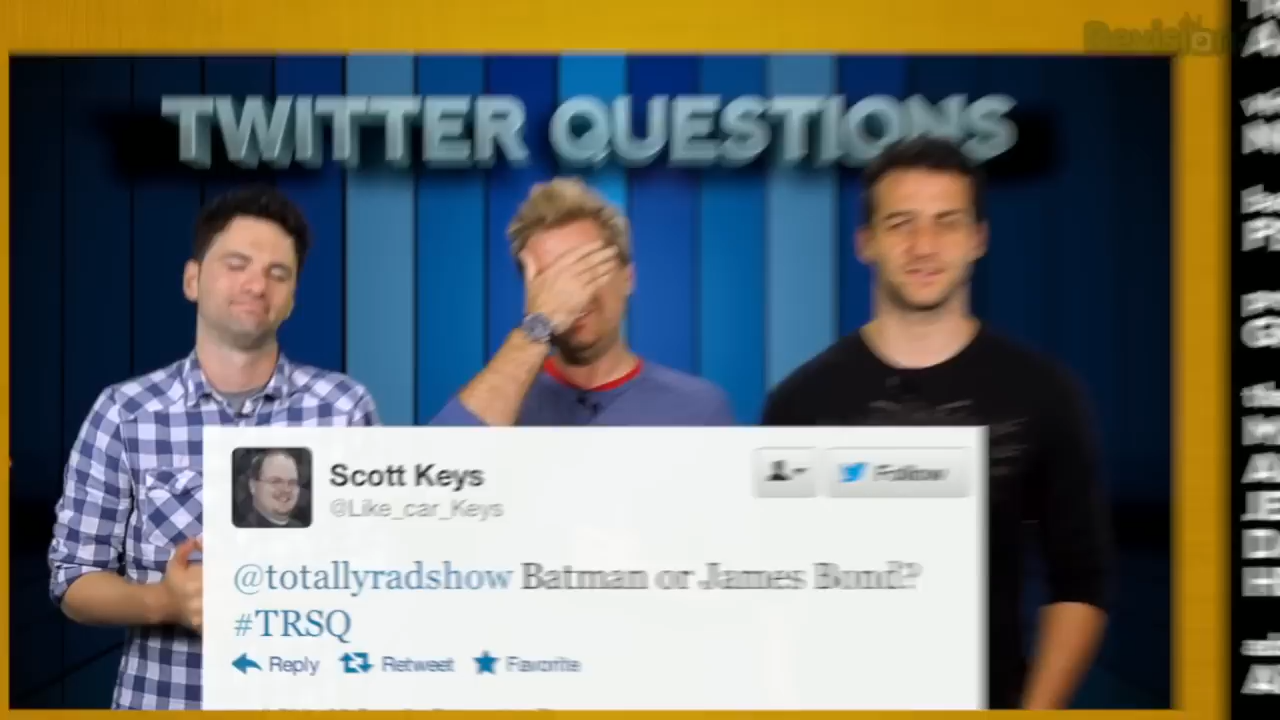 TWITTER QUESTIONS
Scott Keys
@Like_car_Keys
Follow
@totallyradshow Batman or James Bond?
#TRSQ
Reply Retweet Favorite